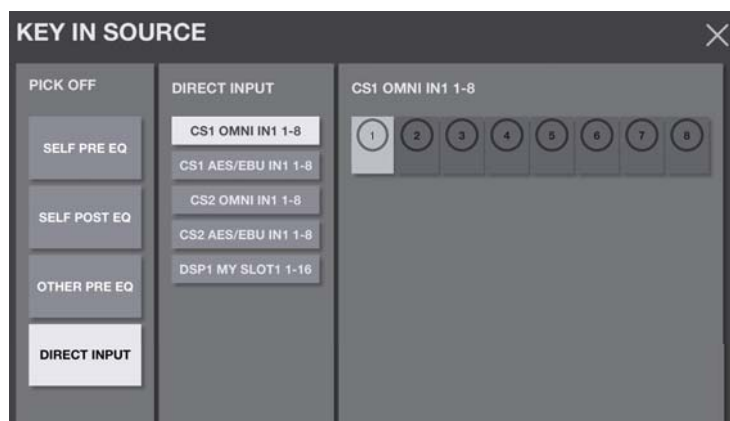 KEY IN SOURCE
PICK OFF
SELF PRE EQ
SELF POST EQ
OTHER PRE EQ
DIRECT INPUT
DIRECT INPUT
CS1 OMNI IN1 1-8
CS1 AES/EBU IN1 1-8
CS2 OMNI IN1 1-8
CS2 AES/EBU IN1 1-8
DSP1 MY SLOT1 1-16
CS1 OMNI IN1 1-8
1 2 3 4 5 6 7 8